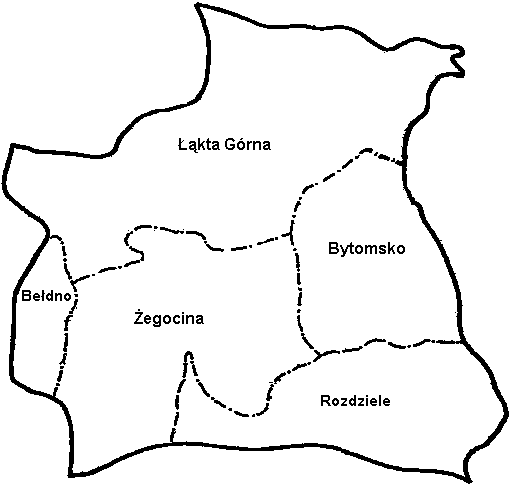 Łąkta Górna
Bytomsko
Bełdno
Żegocina
Rozdziele